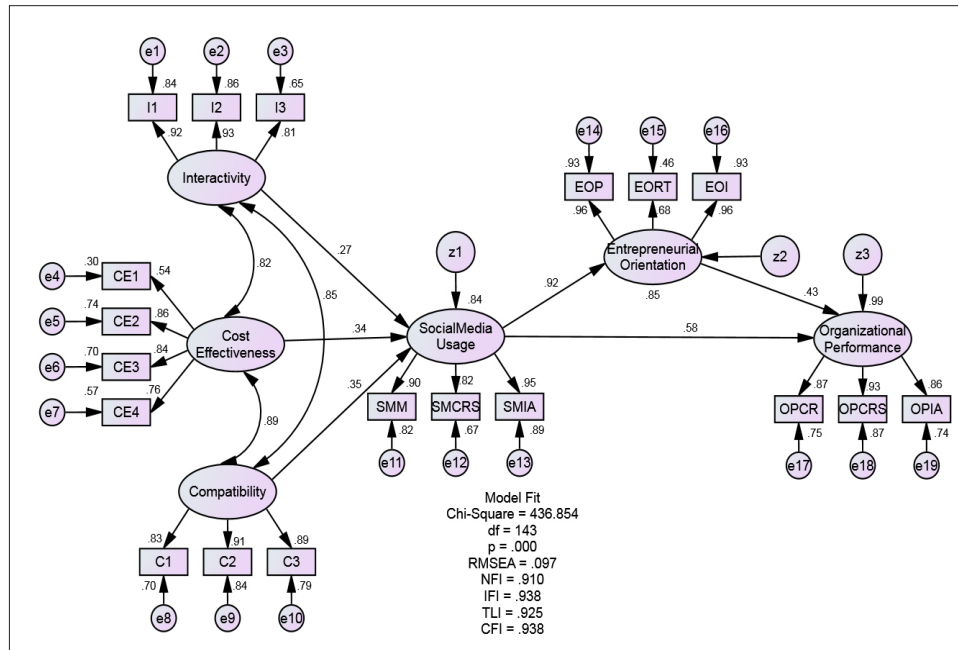 e1
e2
e3
.84
.86
.65
I1
I2
I3
.92
.93
.81
Interactivity
e14
e15
e16
.93
.46
.93
EOP
EORT
EOI
.96
.68
.96
Entrepreneurial
Orientation
.85
z2
z3
.99
z1
.84
.27
.82
.85
.92
.43
e4
.30
CE1
.54
e5
.74
CE2
.86
e6
.70
CE3
.84
e7
.57
CE4
.76
Cost
Effectiveness
.34
SocialMedia
Usage
.58
Organizational
Performance
.35
.89
.90
.82
.95
SMM
SMCRS
SMIA
.82
.67
.89
e11
e12
e13
.87
.93
.86
OPCR
OPCRS
OPIA
.75
.87
.74
e17
e18
e19
Compatibility
.83
.91
.89
C1
C2
C3
.70
.84
.79
e8
e9
e10
Model Fit
Chi-Square = 436.854
df = 143
p = .000
RMSEA = .097
NFI = .910
IFI = .938
TLI = .925
CFI = .938